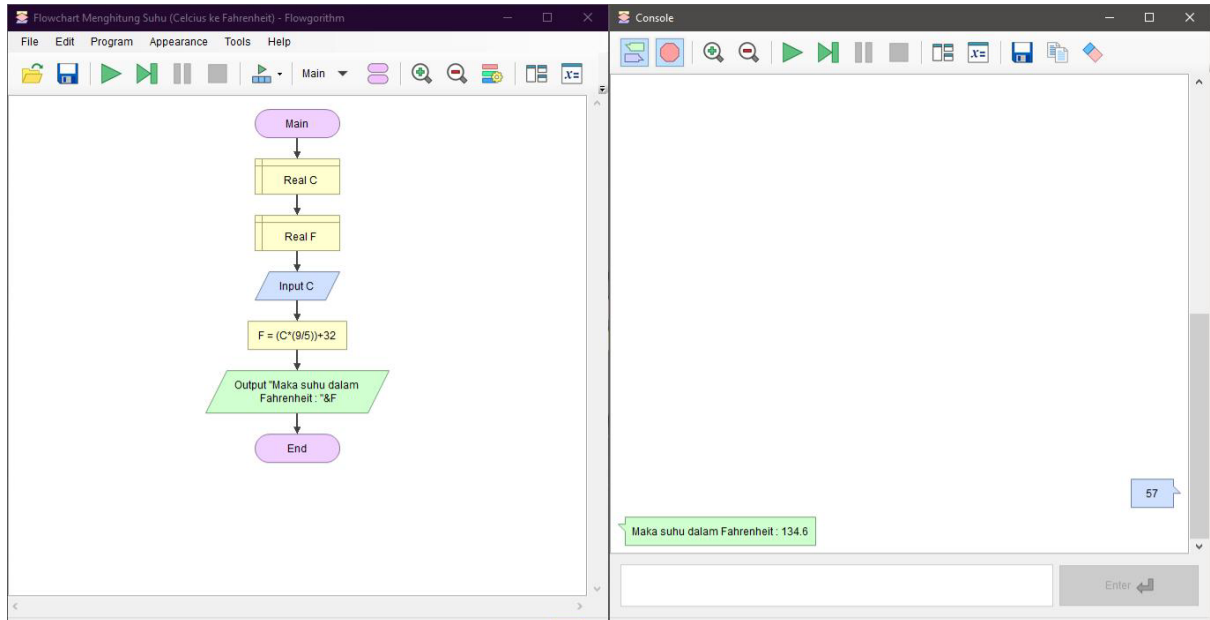 Flowchart Menghitung Suhu (Celcius ke Fahrenheit) - Flowgorithm
File Edit Program Appearance Tools Help
Main
x=
Main
Real C
Real F
Input C
F = (C*(9/5))+32
Output "Maka suhu dalam
Fahrenheit : "&F
End
Console
x=
57
Maka suhu dalam Fahrenheit : 134.6
Enter